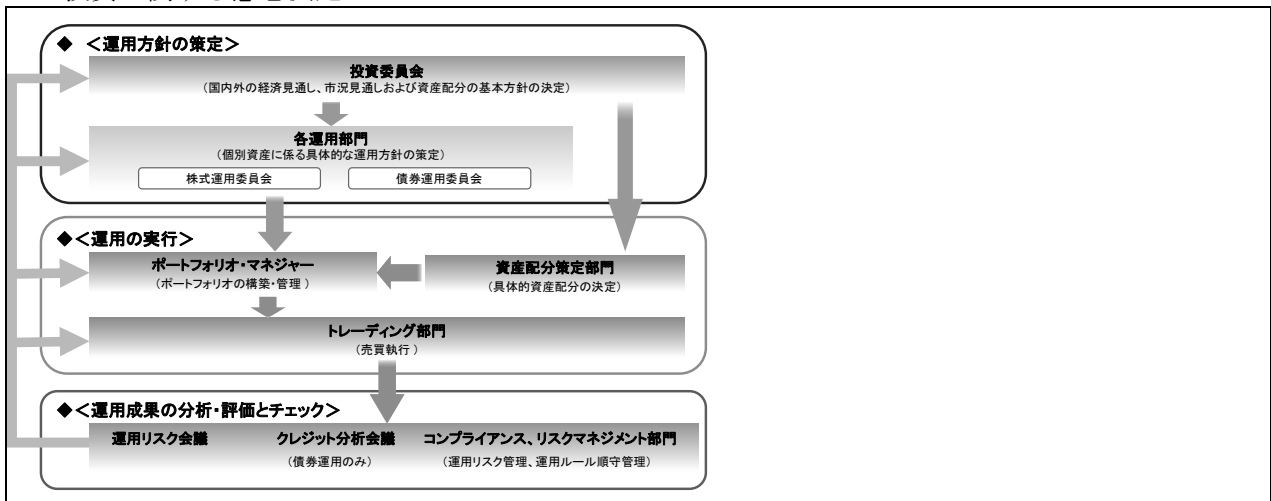 ◆ <運用方針の策定>
投資委員会
(国内外の経済見通し、市況見通しおよび資産配分の基本方針の決定)
各運用部門
(個別資産に係る具体的な運用方針の策定)
株式運用委員会 債券運用委員会
◆<運用の実行>
ポートフォリオ・マネジャー
(ポートフォリオの構築・管理 )
資産配分策定部門
(具体的資産配分の決定)
トレーディング部門
(売買執行 )
◆<運用成果の分析・評価とチェック>
運用リスク会議 クレジット分析会議 コンプライアンス、リスクマネジメント部門
(債券運用のみ) (運用リスク管理、運用ルール順守管理)